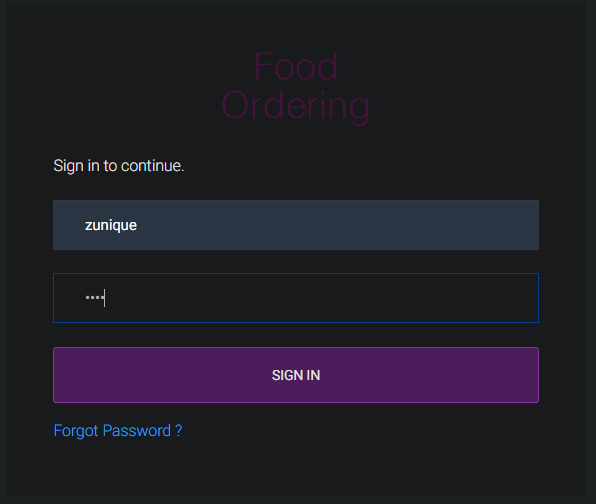 Food
Ordering
Sign in to continue.
zunique
••••
SIGN IN
Forgot Password ?